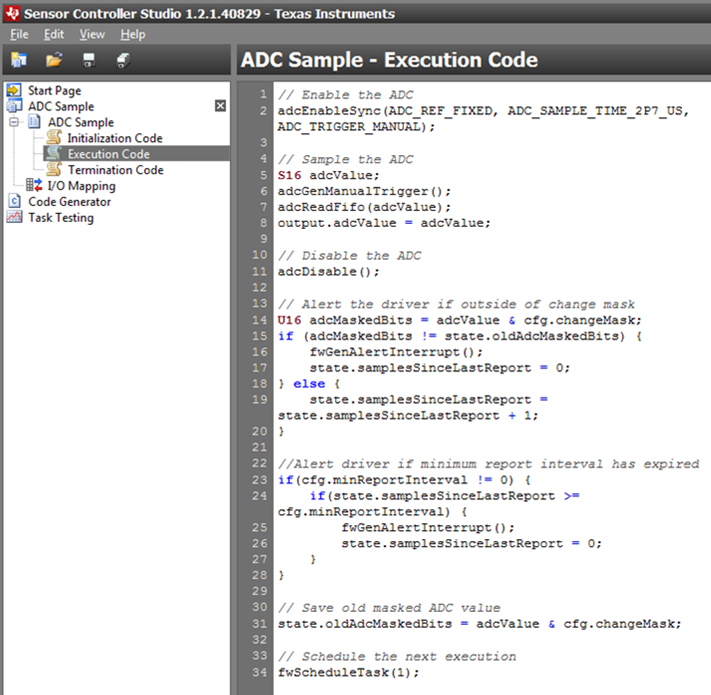 Sensor Controller Studio 1.2.1.40829 - Texas Instruments
File Edit View Help
ADC Sample - Execution Code
Start Page
ADC Sample
ADC Sample
Initialization Code
Execution Code
Termination Code
I/O Mapping
Code Generator
Task Testing
1 // Enable the ADC
2 adcEnableSync(ADC_REF_FIXED, ADC_SAMPLE_TIME_2P7_US,
ADC_TRIGGER_MANUAL);
3
4 // Sample the ADC
5 S16 adcValue;
6 adcGenManualTrigger();
7 adcReadFifo(adcValue);
8 output.adcValue = adcValue;
9
10 // Disable the ADC
11 adcDisable();
12
13 // Alert the driver if outside of change mask
14 U16 adcMaskedBits = adcValue & cfg.changeMask;
15 if (adcMaskedBits != state.oldAdcMaskedBits) {
16 fwGenAlertInterrupt();
17 state.samplesSinceLastReport = 0;
18 } else {
19 state.samplesSinceLastReport =
state.samplesSinceLastReport + 1;
20 }
21
22 //Alert driver if minimum report interval has expired
23 if(cfg.minReportInterval != 0) {
24 if(state.samplesSinceLastReport >=
cfg.minReportInterval) {
25 fwGenAlertInterrupt();
26 state.samplesSinceLastReport = 0;
27 }
28 }
29
30 // Save old masked ADC value
31 state.oldAdcMaskedBits = adcValue & cfg.changeMask;
32
33 // Schedule the next execution
34 fwScheduleTask(1);